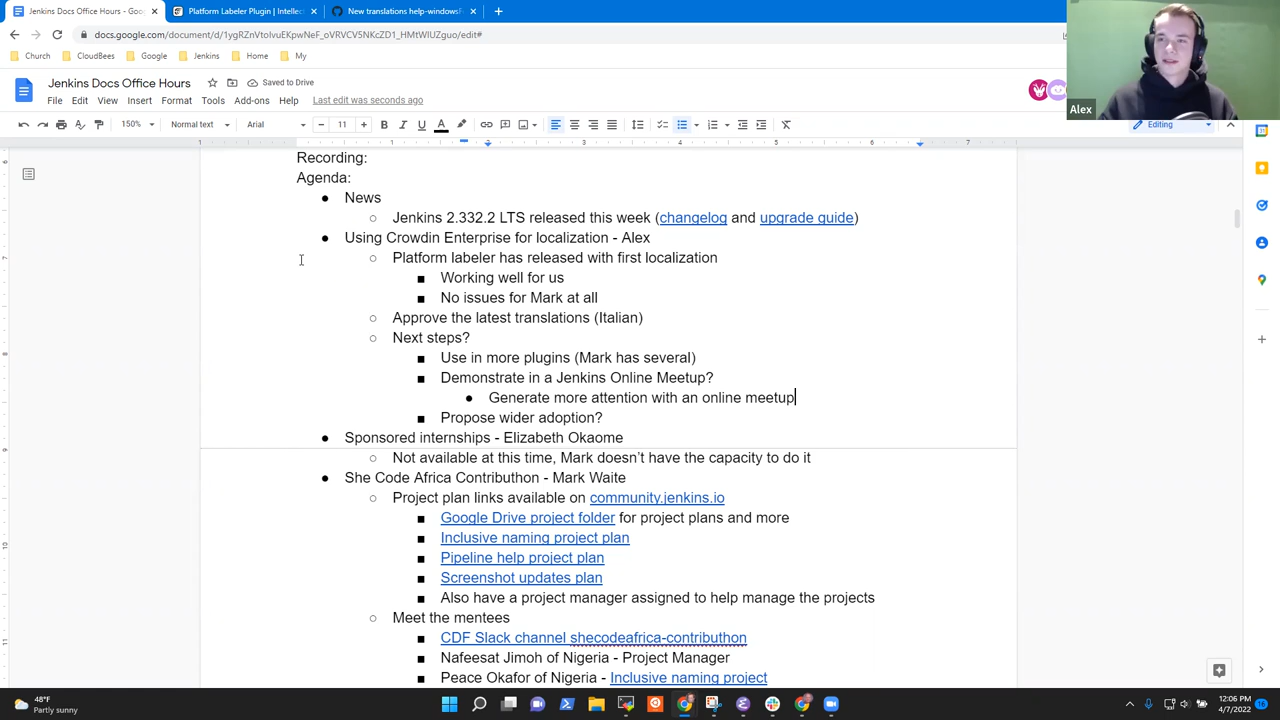 Jenkins Docs Office Hours - Goo
Platform Labeler Plugin | Intellec
New translations help-windowsF
docs.google.com/document/d/1ygRZnVtoIvuEKpwNeF_oVRVCV5NKcZD1_HMtWIUZguo/edit#
Church
CloudBees
Google
Jenkins
Home
My
Alex
Jenkins Docs Office Hours
Saved to Drive
File Edit View Insert Format Tools Add-ons Help Last edit was seconds ago
150% Normal text Arial 11 Editing
1 1 2 3 4 5 6 7
Recording:
Agenda:
News
Jenkins 2.332.2 LTS released this week (changelog and upgrade guide)
Using Crowdin Enterprise for localization - Alex
Platform labeler has released with first localization
Working well for us
No issues for Mark at all
Approve the latest translations (Italian)
Next steps?
Use in more plugins (Mark has several)
Demonstrate in a Jenkins Online Meetup?
Generate more attention with an online meetup
Propose wider adoption?
Sponsored internships - Elizabeth Okaome
Not available at this time, Mark doesn't have the capacity to do it
She Code Africa Contributhon - Mark Waite
Project plan links available on community.jenkins.io
Google Drive project folder for project plans and more
Inclusive naming project plan
Pipeline help project plan
Screenshot updates plan
Also have a project manager assigned to help manage the projects
Meet the mentees
CDF Slack channel shecodeafrica-contributhon
Nafeesat Jimoh of Nigeria - Project Manager
Peace Okafor of Nigeria - Inclusive naming project
48°F
Partly sunny
12:06 PM
4/7/2022